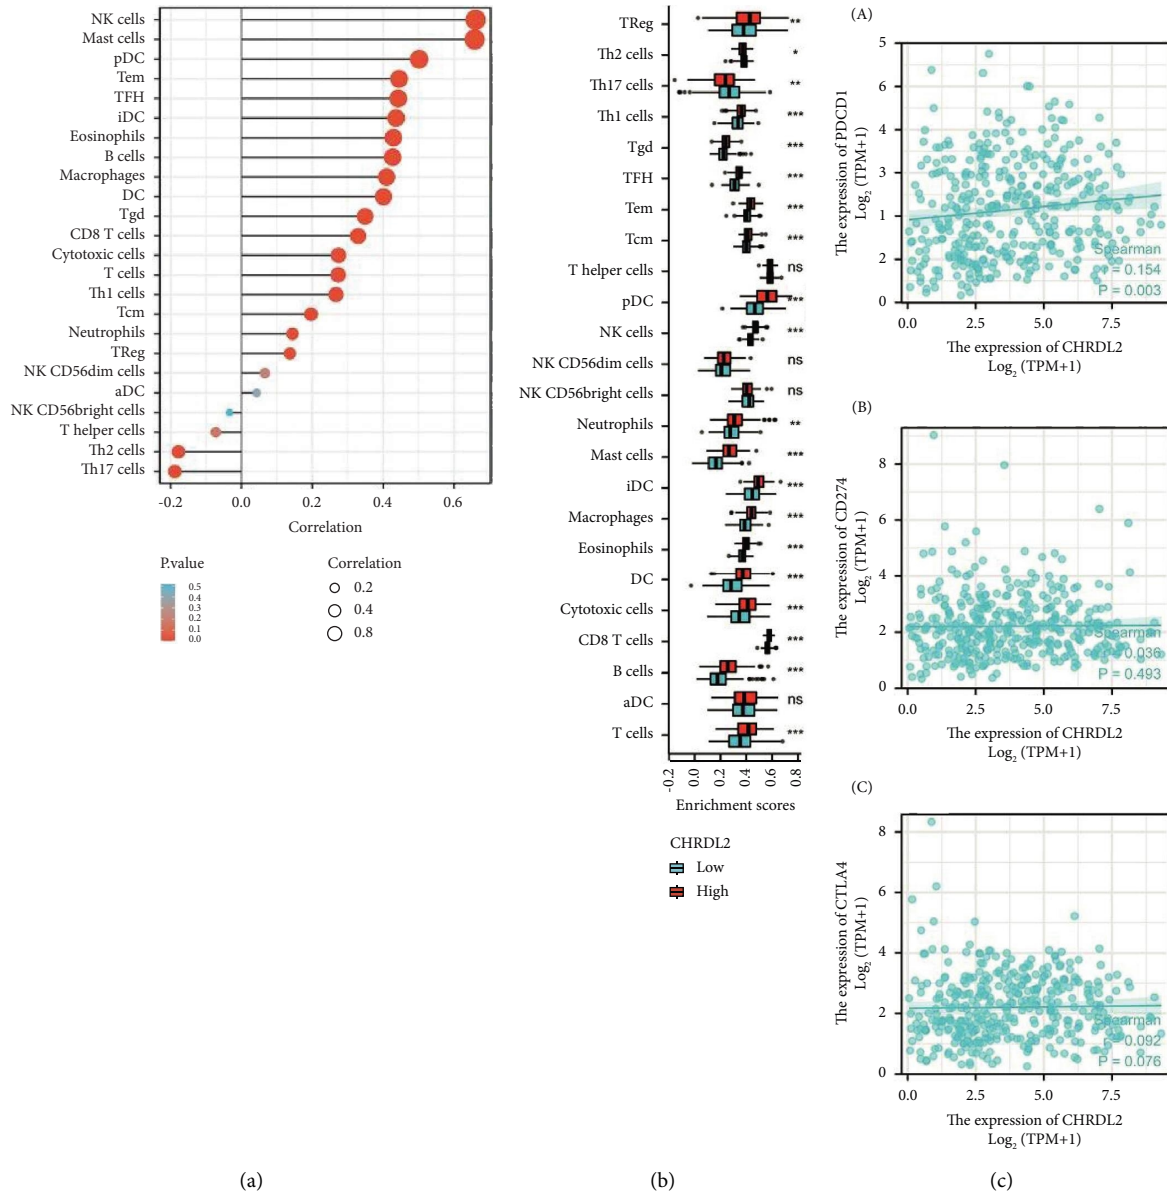 NK cells
Mast cells
pDC
Tem
TFH
iDC
Eosinophils
B cells
Macrophages
DC
Tgd
CD8 T cells
Cytotoxic cells
T cells
Th1 cells
Tcm
Neutrophils
TReg
NK CD56dim cells
aDC
NK CD56bright cells
T helper cells
Th2 cells
Th17 cells
-0.2 0.0 0.2 0.4 0.6
Correlation
P.value
0.5
0.4
0.3
0.2
0.1
0.0
Correlation
0.2
0.4
0.8
(a)
TReg **
Th2 cells *
Th17 cells **
Th1 cells ***
Tgd ***
TFH ***
Tem ***
Tcm ***
T helper cells ns
pDC ***
NK cells ***
NK CD56dim cells ns
NK CD56bright cells ns
Neutrophils **
Mast cells ***
iDC ***
Macrophages ***
Eosinophils ***
DC ***
Cytotoxic cells ***
CD8 T cells ***
B cells ***
aDC ns
T cells ***
-0.2 0.0 0.2 0.4 0.6 0.8
Enrichment scores
CHRDL2
Low
High
(b)
(A)
The expression of PDCD1
Log2 (TPM+1)
5
6
4
3
1
2
0
Spearman
r = 0.154
P = 0.003
0.0 2.5 5.0 7.5
The expression of CHRDL2
Log2 (TPM+1)
(B)
The expression of CD274
Log2 (TPM+1)
8
6
4
2
0
Spearman
r = 0.036
P = 0.493
0.0 2.5 5.0 7.5
The expression of CHRDL2
Log2 (TPM+1)
(C)
The expression of CTLA4
Log2 (TPM+1)
8
6
4
2
0
Spearman
r = 0.092
P = 0.076
0.0 2.5 5.0 7.5
The expression of CHRDL2
Log2 (TPM+1)
(c)